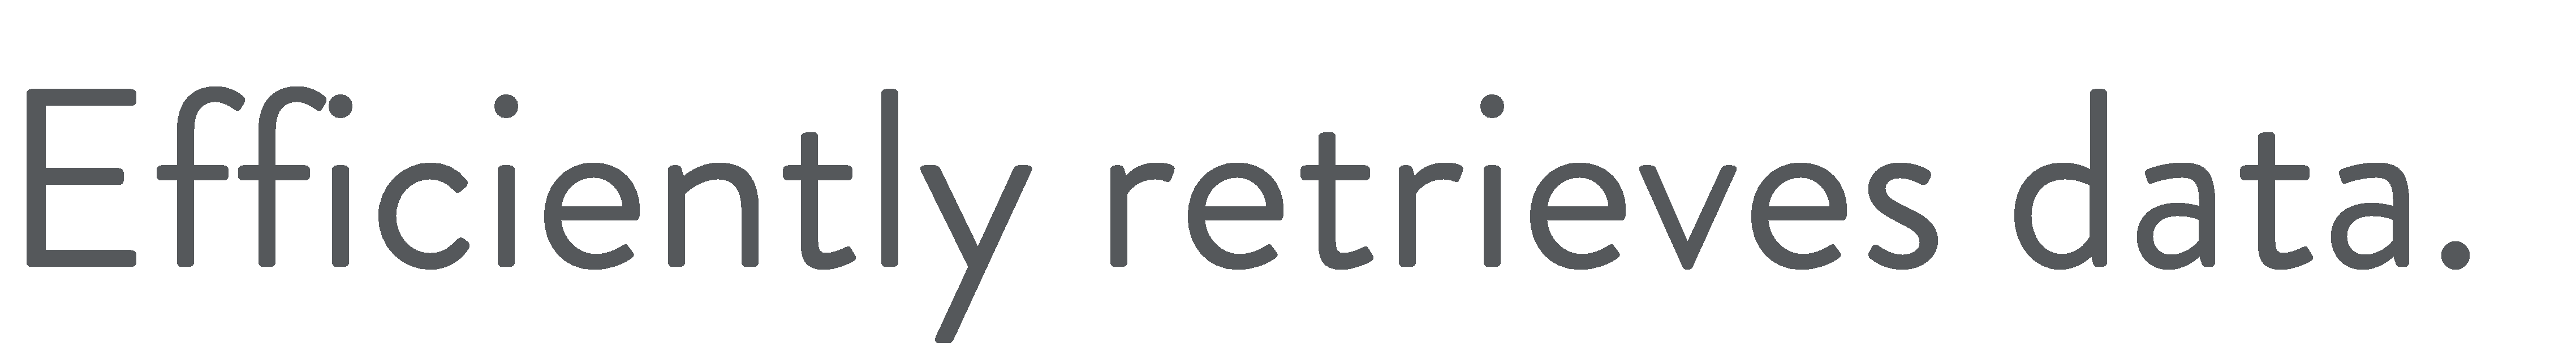 Efficiently retrieves data.